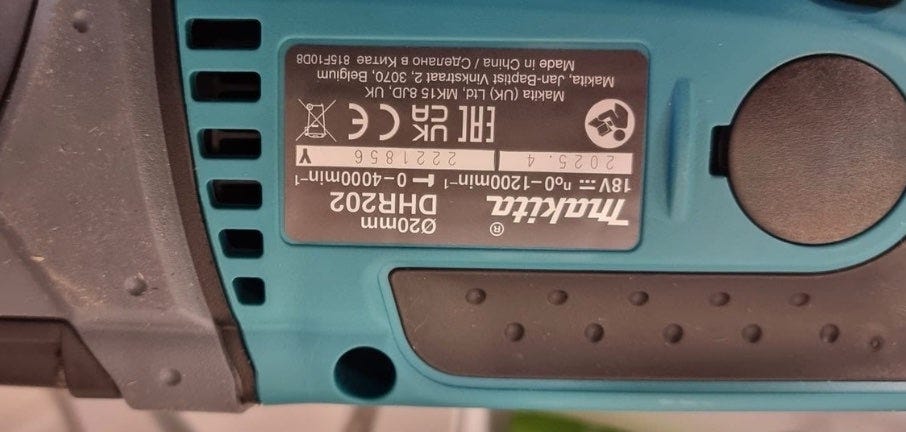 makita® Ø20mm
DHR202
18V ⎓ n₀0-1200min⁻¹ 0-4000min⁻¹
2025.4 2221856 Y
EAC UK CA CE
Makita (UK) Ltd, MK15 8JD, UK
Makita, Jan-Baptist Vinkstraat 2, 3070, Belgium
Made in China / Сделано в Китае 815F10D8